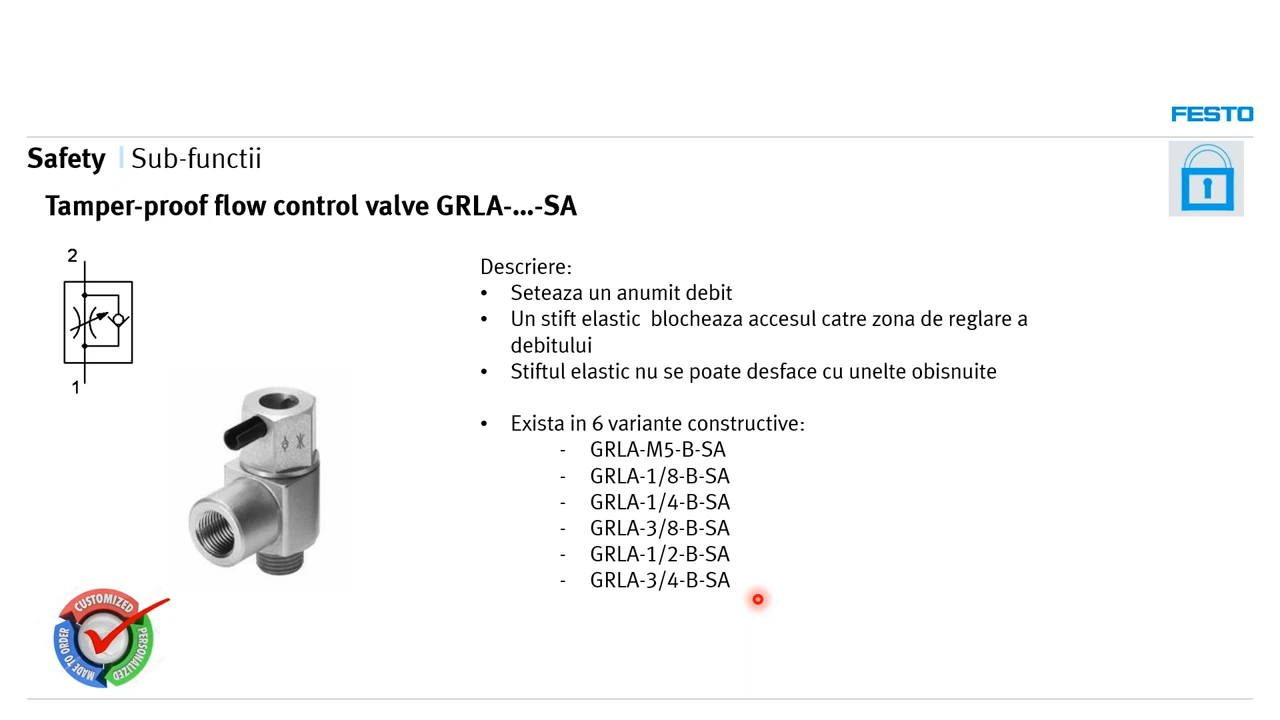 FESTO
Safety | Sub-functii
Tamper-proof flow control valve GRLA-...-SA
2
1
Descriere:
• Seteaza un anumit debit
• Un stift elastic blocheaza accesul catre zona de reglare a
debitului
• Stiftul elastic nu se poate desface cu unelte obisnuite
• Exista in 6 variante constructive:
- GRLA-M5-B-SA
- GRLA-1/8-B-SA
- GRLA-1/4-B-SA
- GRLA-3/8-B-SA
- GRLA-1/2-B-SA
- GRLA-3/4-B-SA
CUSTOMIZED
PERSONALIZED
MADE TO ORDER